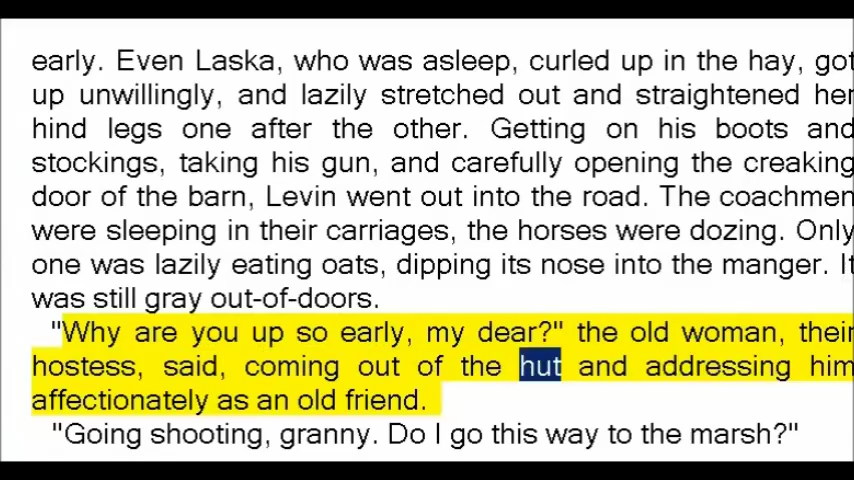 early. Even Laska, who was asleep, curled up in the hay, got
up unwillingly, and lazily stretched out and straightened her
hind legs one after the other. Getting on his boots and
stockings, taking his gun, and carefully opening the creaking
door of the barn, Levin went out into the road. The coachmen
were sleeping in their carriages, the horses were dozing. Only
one was lazily eating oats, dipping its nose into the manger. It
was still gray out-of-doors.
"Why are you up so early, my dear?" the old woman, their
hostess, said, coming out of the hut and addressing him
affectionately as an old friend.
"Going shooting, granny. Do I go this way to the marsh?"